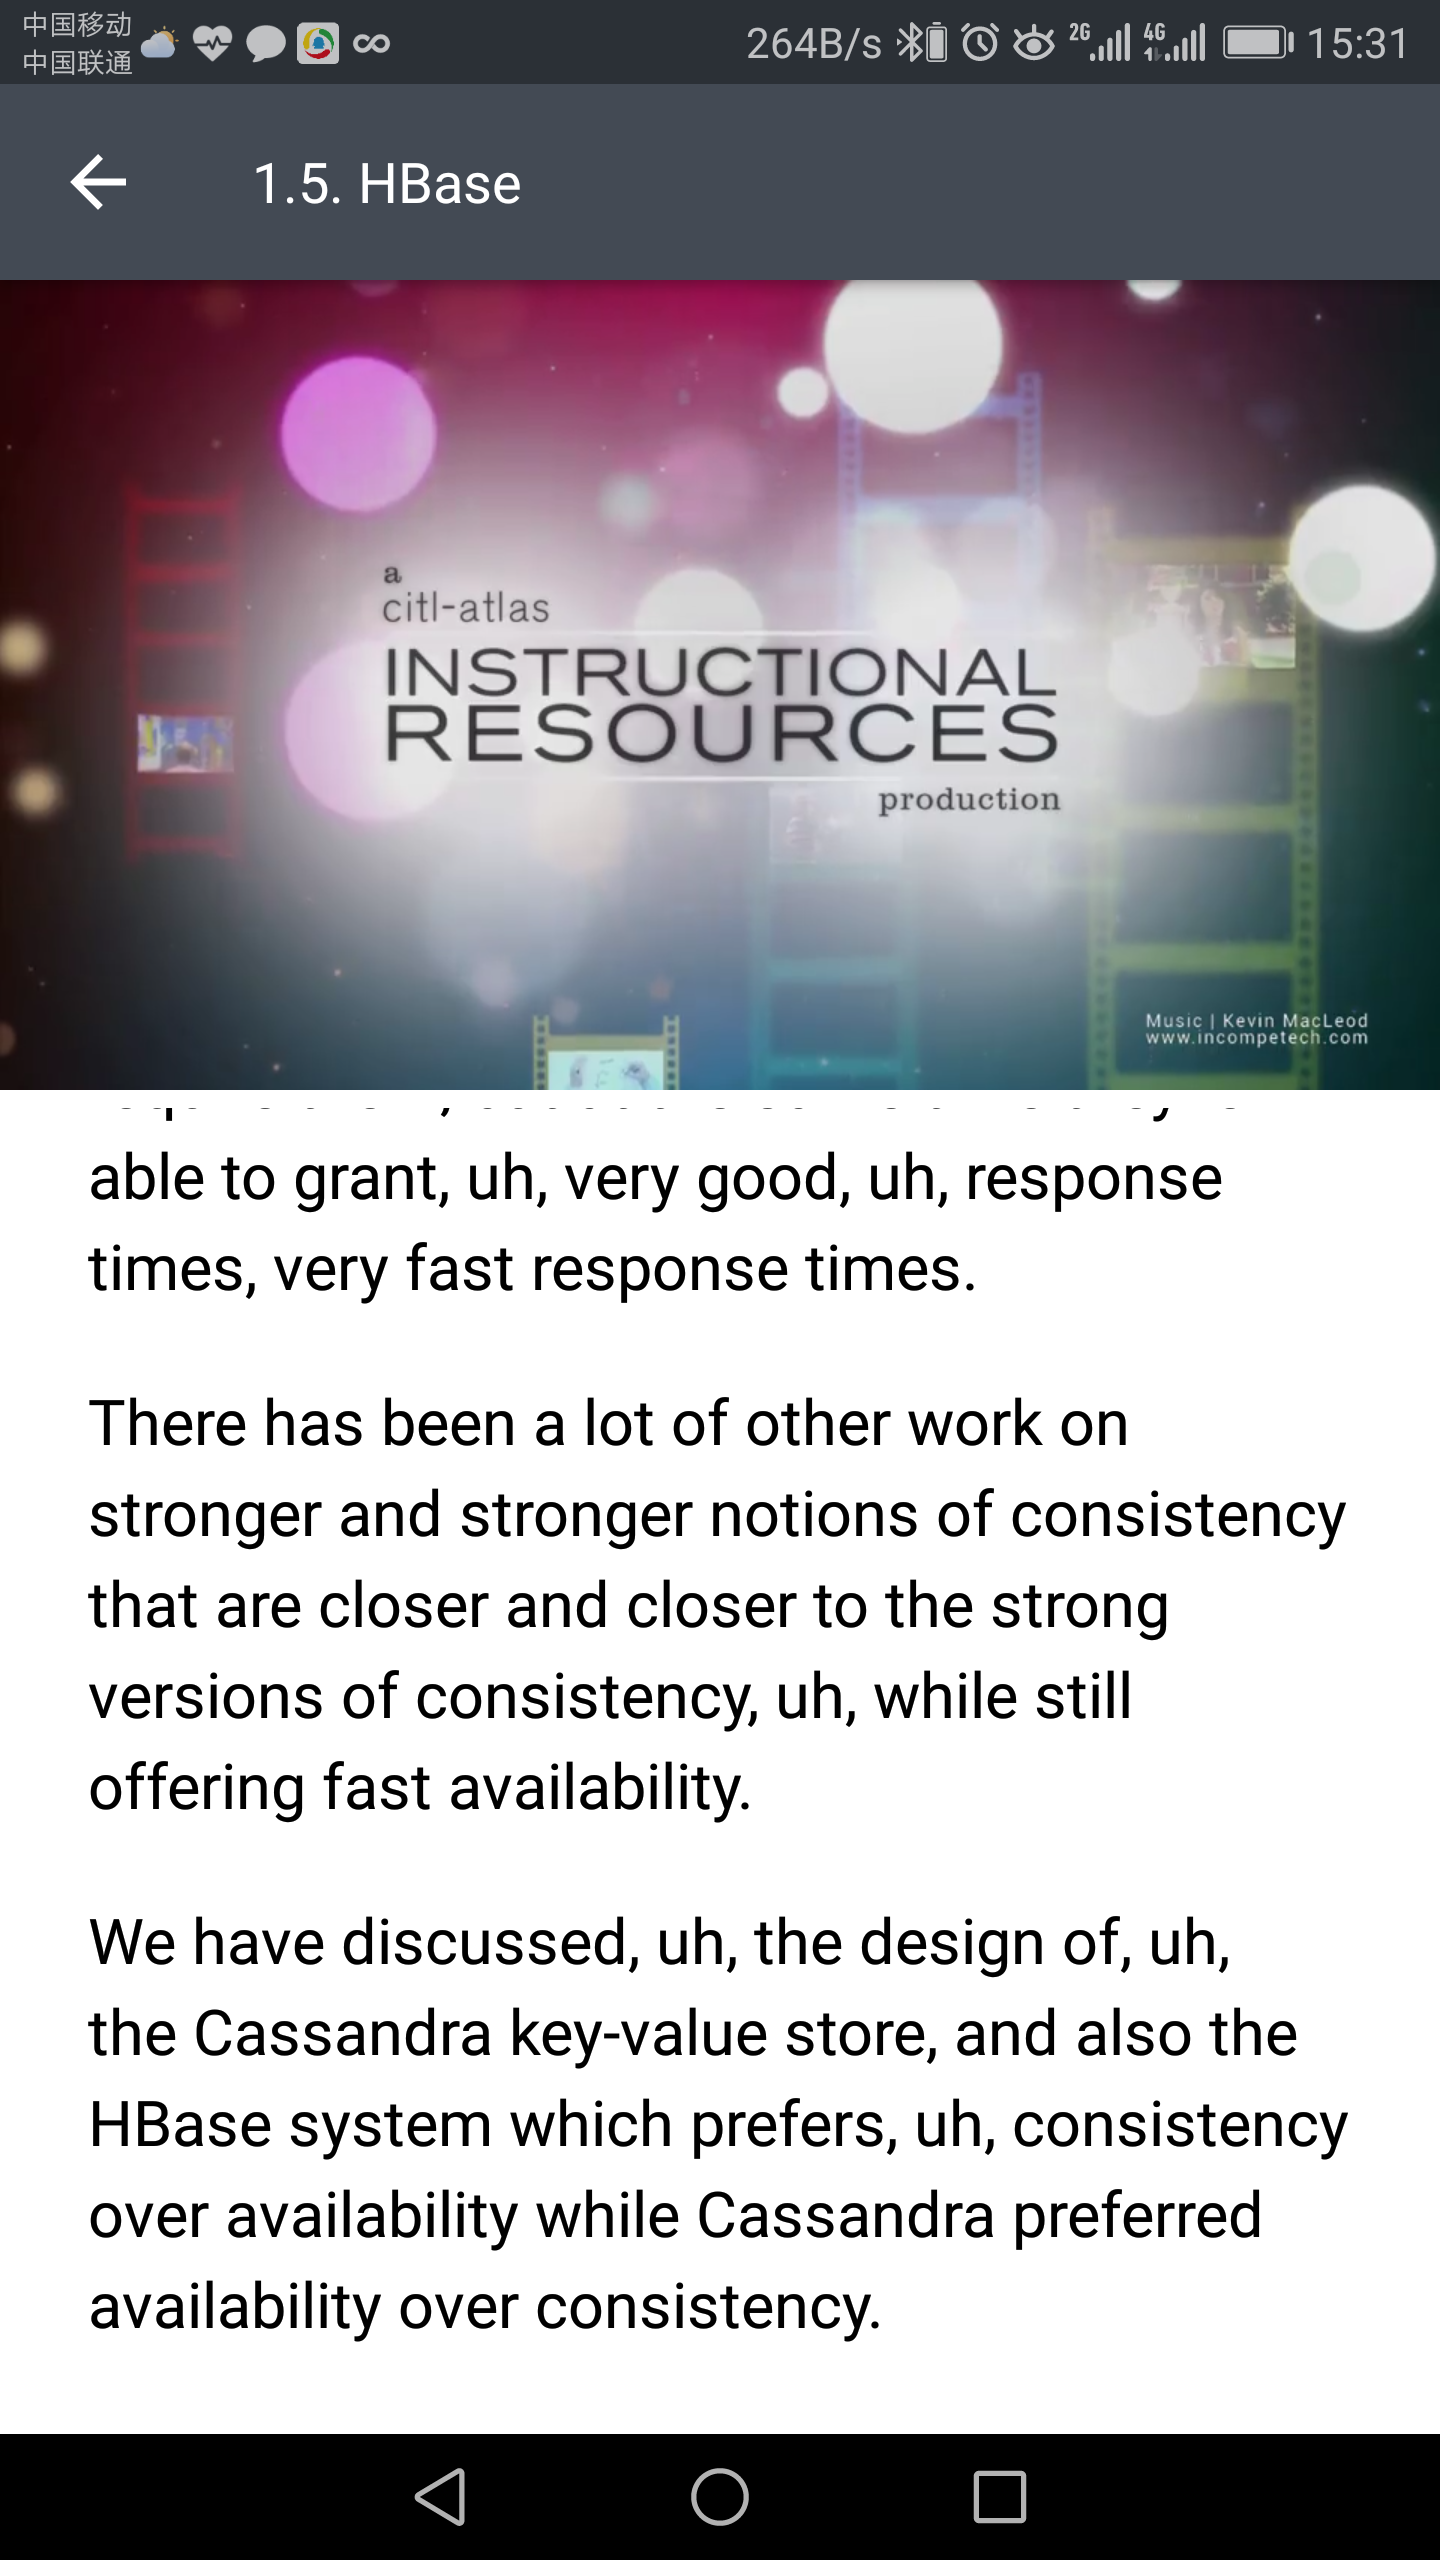 中国移动
中国联通
264B/s
2G
4G
15:31
1.5. HBase
a
citl-atlas
INSTRUCTIONAL
RESOURCES
production
Music | Kevin MacLeod
www.incompetech.com
able to grant, uh, very good, uh, response
times, very fast response times.
There has been a lot of other work on
stronger and stronger notions of consistency
that are closer and closer to the strong
versions of consistency, uh, while still
offering fast availability.
We have discussed, uh, the design of, uh,
the Cassandra key-value store, and also the
HBase system which prefers, uh, consistency
over availability while Cassandra preferred
availability over consistency.